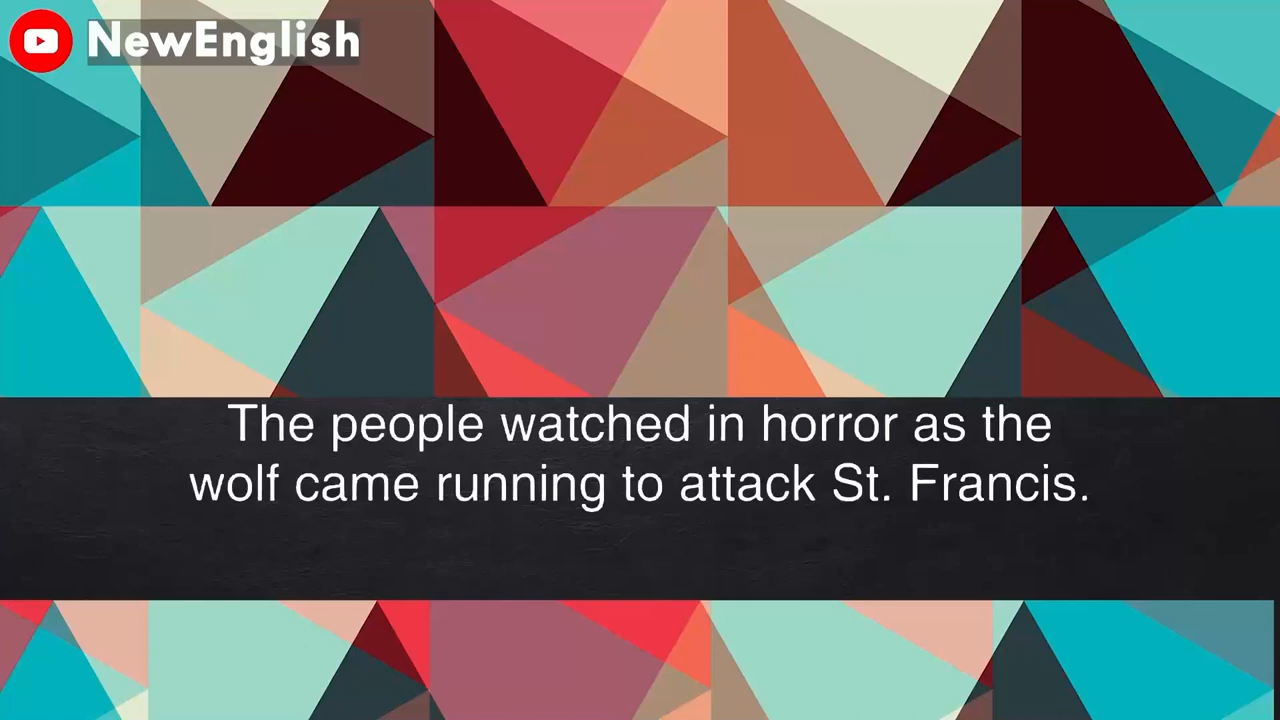 NewEnglish
The people watched in horror as the
wolf came running to attack St. Francis.